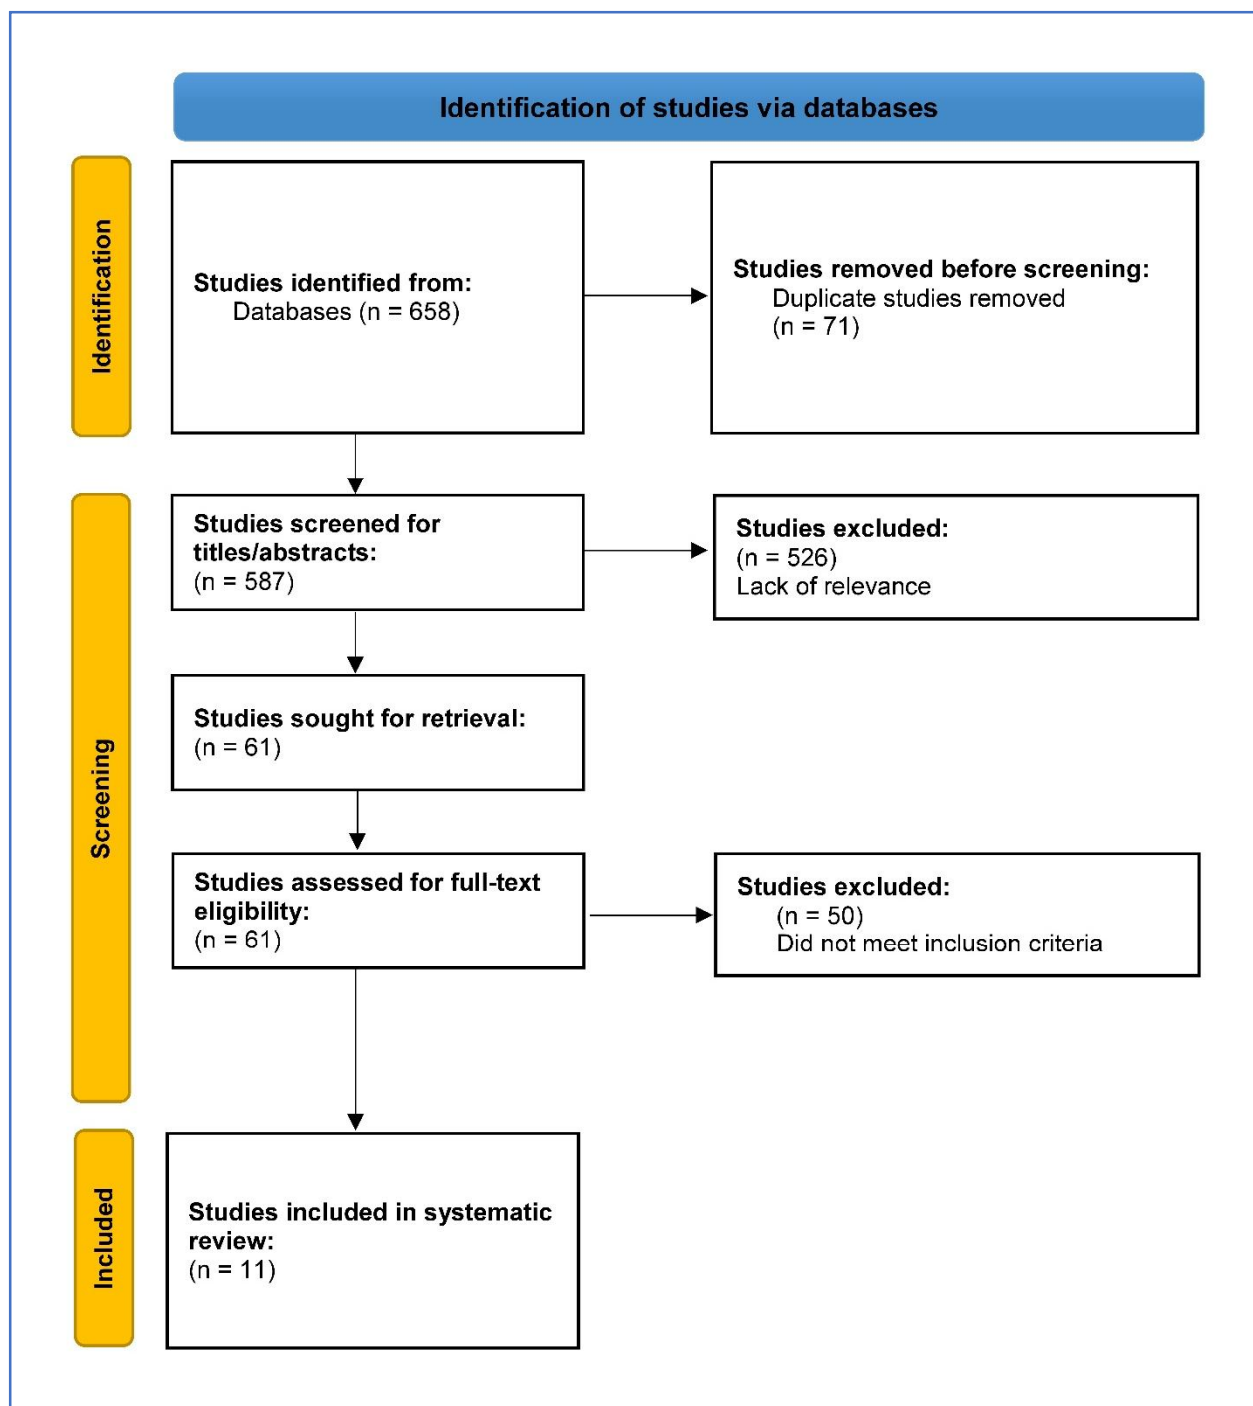 Identification of studies via databases
Identification
Studies identified from:
Databases (n = 658)
Studies removed before screening:
Duplicate studies removed
(n = 71)
Screening
Studies screened for
titles/abstracts:
(n = 587)
Studies excluded:
(n = 526)
Lack of relevance
Studies sought for retrieval:
(n = 61)
Studies assessed for full-text
eligibility:
(n = 61)
Studies excluded:
(n = 50)
Did not meet inclusion criteria
Included
Studies included in systematic
review:
(n = 11)